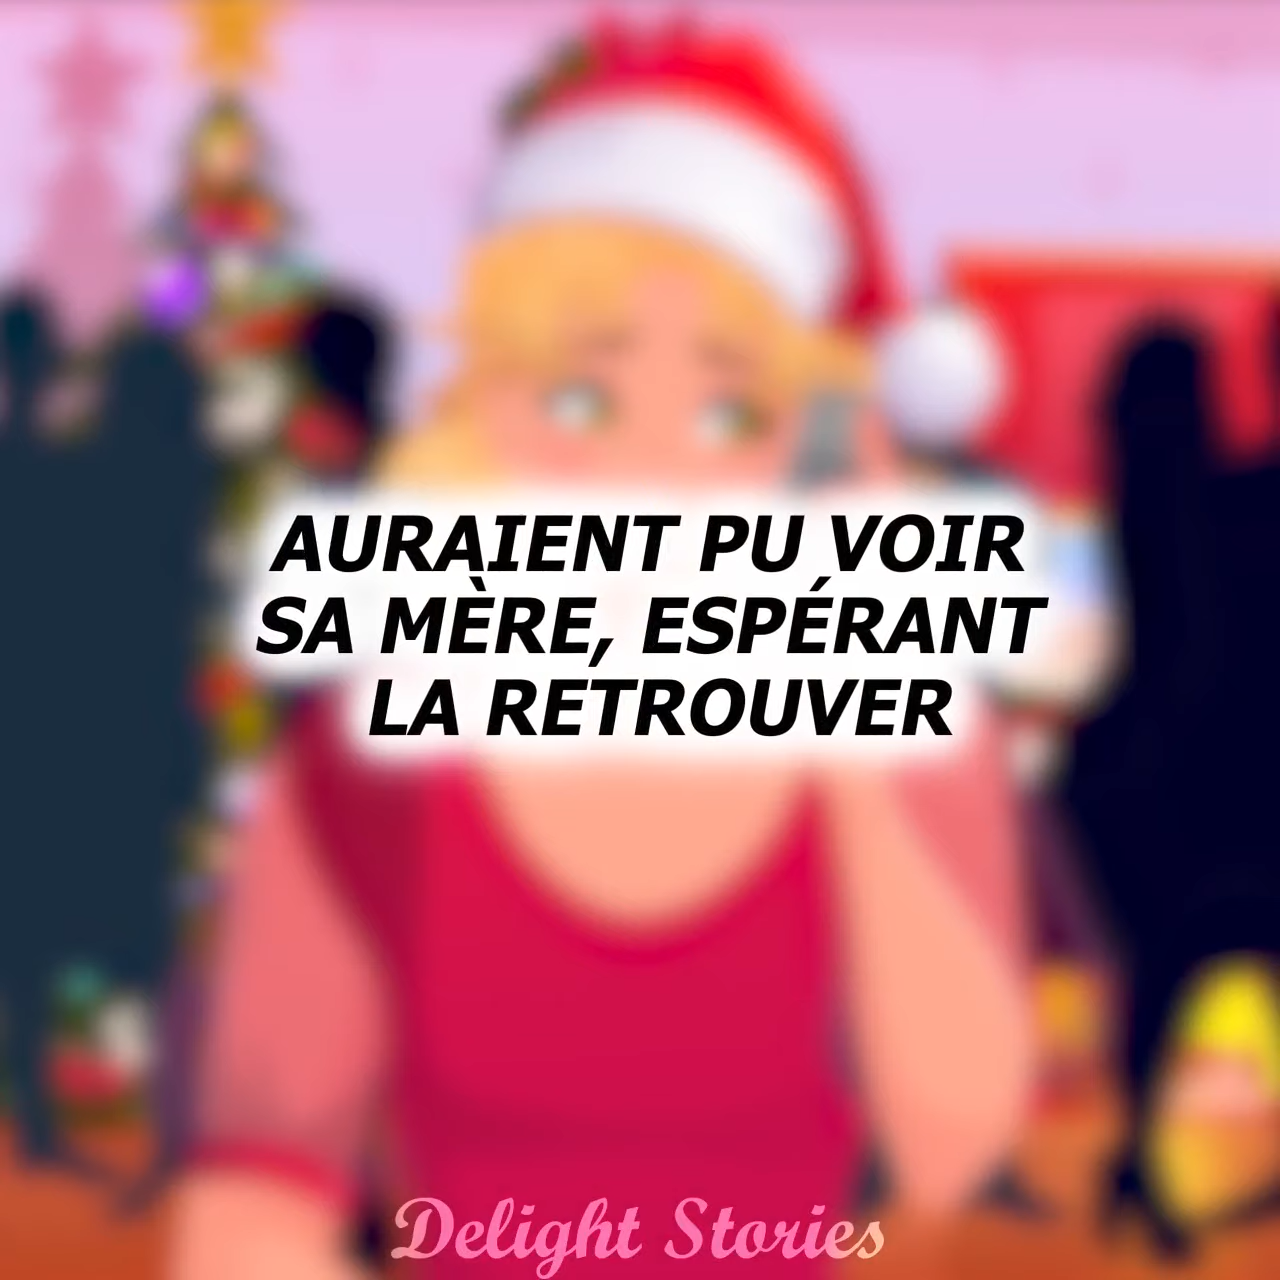 AURAIENT PU VOIR
SA MÈRE, ESPÉRANT
LA RETROUVER
Delight Stories